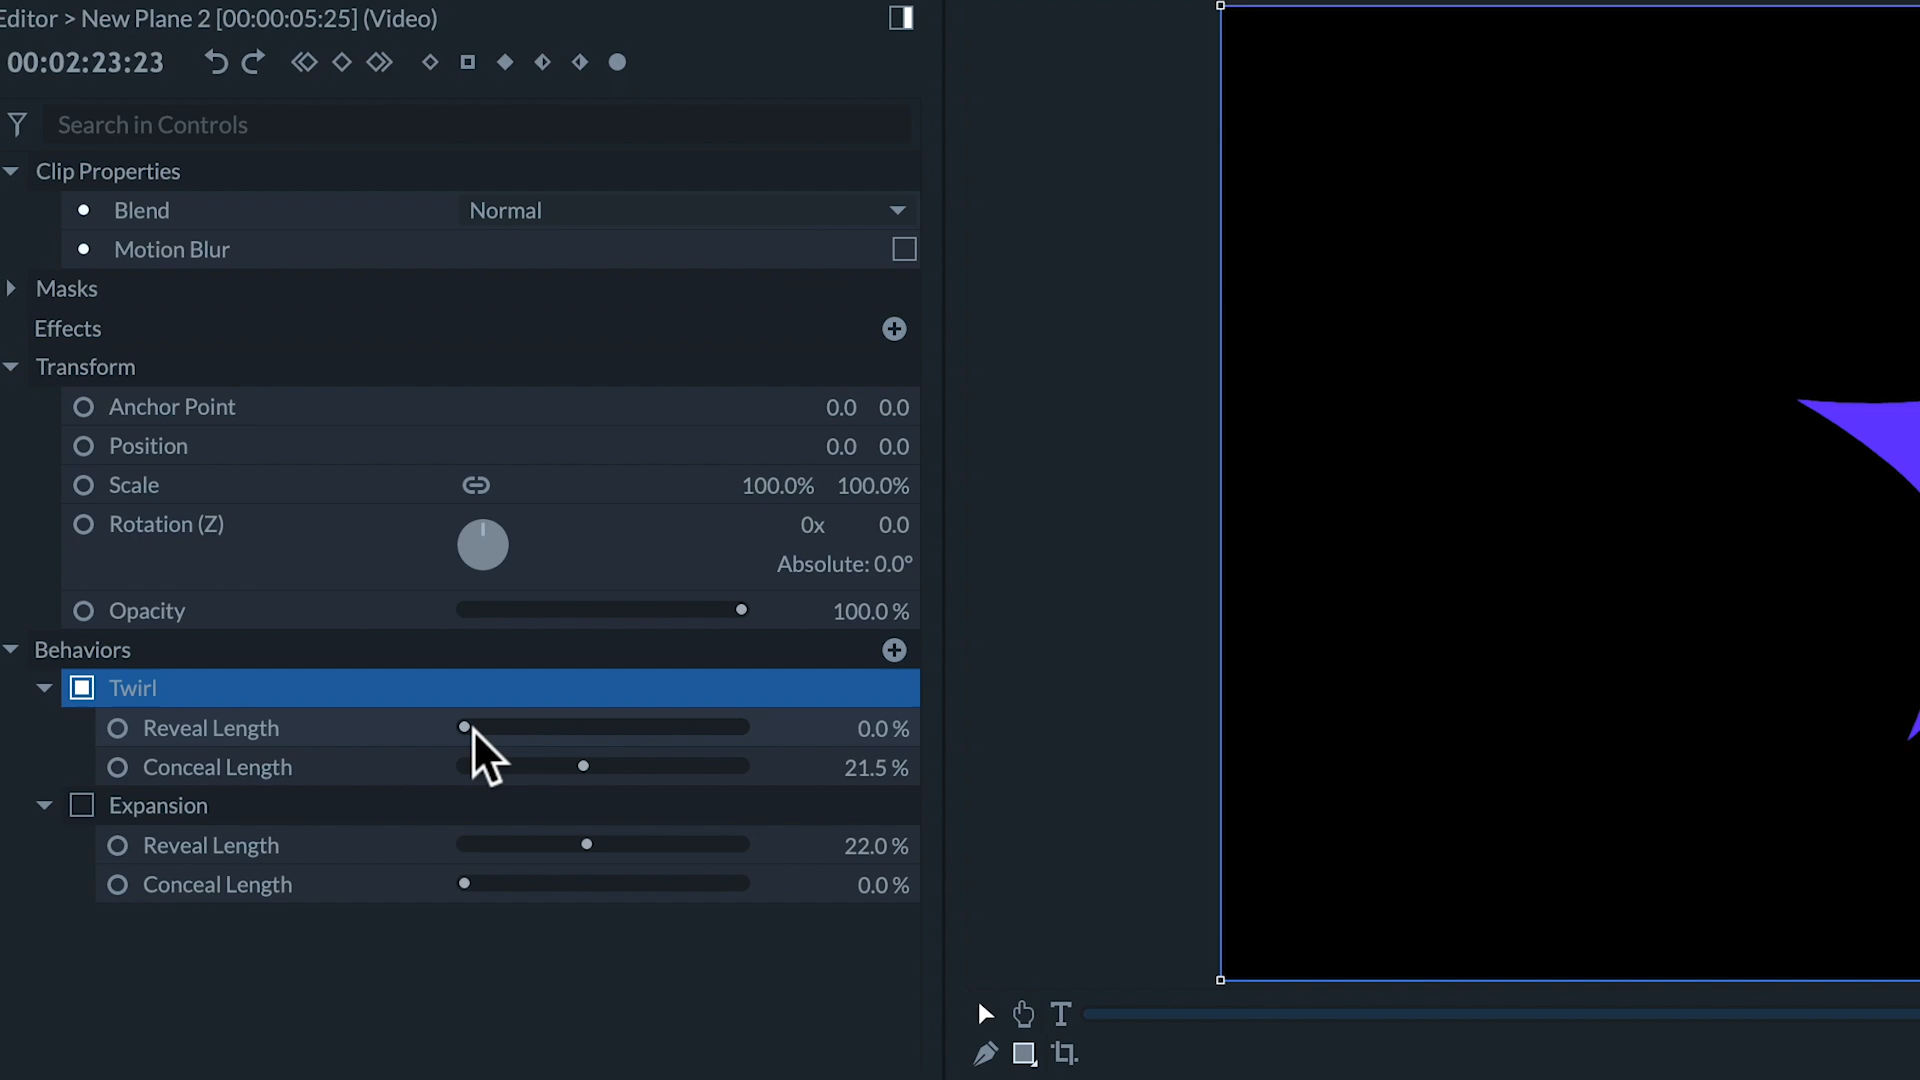 Editor > New Plane 2 [00:00:05:25] (Video)
00:02:23:23
Search in Controls
Clip Properties
Blend Normal
Motion Blur
Masks
Effects
Transform
Anchor Point 0.0 0.0
Position 0.0 0.0
Scale 100.0% 100.0%
Rotation (Z) 0x 0.0
Absolute: 0.0°
Opacity 100.0 %
Behaviors
Twirl
Reveal Length 0.0 %
Conceal Length 21.5 %
Expansion
Reveal Length 22.0 %
Conceal Length 0.0 %